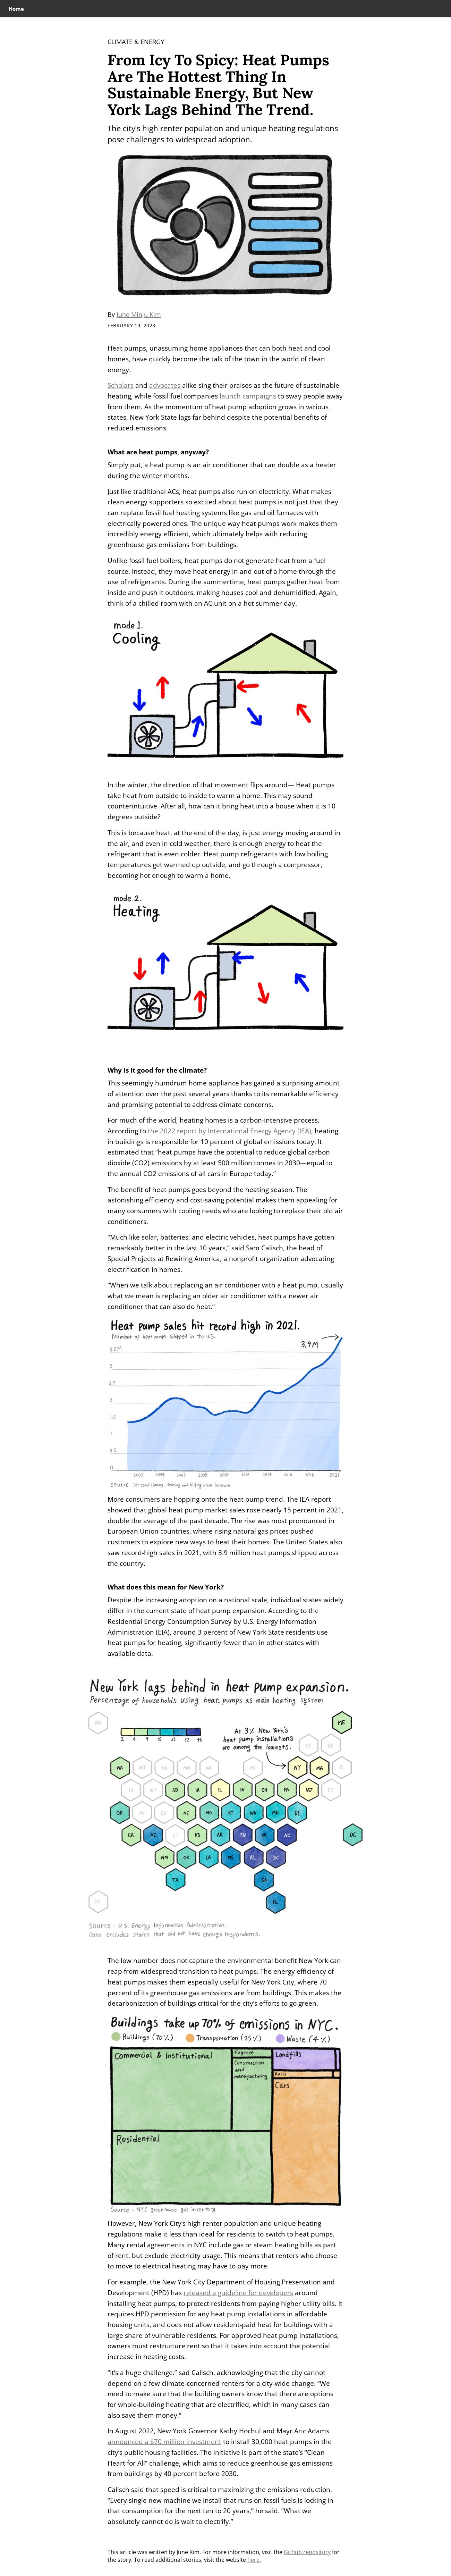 Home
CLIMATE & ENERGY
From Icy To Spicy: Heat Pumps
Are The Hottest Thing In
Sustainable Energy, But New
York Lags Behind The Trend.
The city’s high renter population and unique heating regulations
pose challenges to widespread adoption.
By June Minju Kim
FEBRUARY 19, 2023
Heat pumps, unassuming home appliances that can both heat and cool
homes, have quickly become the talk of the town in the world of clean
energy.
Scholars and advocates alike sing their praises as the future of sustainable
heating, while fossil fuel companies launch campaigns to sway people away
from them. As the momentum of heat pump adoption grows in various
states, New York State lags far behind despite the potential benefits of
reduced emissions.
What are heat pumps, anyway?
Simply put, a heat pump is an air conditioner that can double as a heater
during the winter months.
Just like traditional ACs, heat pumps also run on electricity. What makes
clean energy supporters so excited about heat pumps is not just that they
can replace fossil fuel heating systems like gas and oil furnaces with
electrically powered ones. The unique way heat pumps work makes them
incredibly energy efficient, which ultimately helps with reducing
greenhouse gas emissions from buildings.
Unlike fossil fuel boilers, heat pumps do not generate heat from a fuel
source. Instead, they move heat energy in and out of a home through the
use of refrigerants. During the summertime, heat pumps gather heat from
inside and push it outdoors, making houses cool and dehumidified. Again,
think of a chilled room with an AC unit on a hot summer day.
mode 1.
Cooling
In the winter, the direction of that movement flips around— Heat pumps
take heat from outside to inside to warm a home. This may sound
counterintuitive. After all, how can it bring heat into a house when it is 10
degrees outside?
This is because heat, at the end of the day, is just energy moving around in
the air, and even in cold weather, there is enough energy to heat the
refrigerant that is even colder. Heat pump refrigerants with low boiling
temperatures get warmed up outside, and go through a compressor,
becoming hot enough to warm a home.
mode 2.
Heating
Why is it good for the climate?
This seemingly humdrum home appliance has gained a surprising amount
of attention over the past several years thanks to its remarkable efficiency
and promising potential to address climate concerns.
For much of the world, heating homes is a carbon-intensive process.
According to the 2022 report by International Energy Agency (IEA), heating
in buildings is responsible for 10 percent of global emissions today. It
estimated that “heat pumps have the potential to reduce global carbon
dioxide (CO2) emissions by at least 500 million tonnes in 2030—equal to
the annual CO2 emissions of all cars in Europe today.”
The benefit of heat pumps goes beyond the heating season. The
astonishing efficiency and cost-saving potential makes them appealing for
many consumers with cooling needs who are looking to replace their old air
conditioners.
“Much like solar, batteries, and electric vehicles, heat pumps have gotten
remarkably better in the last 10 years,” said Sam Calisch, the head of
Special Projects at Rewiring America, a nonprofit organization advocating
electrification in homes.
“When we talk about replacing an air conditioner with a heat pump, usually
what we mean is replacing an older air conditioner with a newer air
conditioner that can also do heat.”
Heat pump sales hit record high in 2021.
Number of heat pumps shipped in the U.S.
3.9M
3.5M
3
2.5
2
1.5
1
0.5
0
2002 2004 2006 2008 2010 2012 2014 2016 2018 2021
Source : Air Conditioning, Heating and Refrigeration Institute
More consumers are hopping onto the heat pump trend. The IEA report
showed that global heat pump market sales rose nearly 15 percent in 2021,
double the average of the past decade. The rise was most pronounced in
European Union countries, where rising natural gas prices pushed
customers to explore new ways to heat their homes. The United States also
saw record-high sales in 2021, with 3.9 million heat pumps shipped across
the country.
What does this mean for New York?
Despite the increasing adoption on a national scale, individual states widely
differ in the current state of heat pump expansion. According to the
Residential Energy Consumption Survey by U.S. Energy Information
Administration (EIA), around 3 percent of New York State residents use
heat pumps for heating, significantly fewer than in other states with
available data.
New York lags behind in heat pump expansion.
Percentage of households using heat pumps as main heating system
AK ME
2 4 9 15 23 32 46
At 3% New York's
heat pump installations
are among the lowests.
VT NH
WA MT ND MN WI MI NY MA RI
ID WY SD IA IL IN OH PA NJ CT
OR NV CO NE MO KY WV MD DE
CA AZ UT KS AR TN VA NC DC
NM OK LA MS AL SC
TX GA
HI FL
Source : U.S. Energy Information Administration
Data excludes states that did not have enough respondents.
The low number does not capture the environmental benefit New York can
reap from widespread transition to heat pumps. The energy efficiency of
heat pumps makes them especially useful for New York City, where 70
percent of its greenhouse gas emissions are from buildings. This makes the
decarbonization of buildings critical for the city’s efforts to go green.
Buildings take up 70% of emissions in NYC.
Buildings (70%) Transportation (25%) Waste (4%)
Commercial & Institutional
Fugitive
Construction
and
manufacturing
Landfills
Cars
Residential
Source : NYC greenhouse gas inventory
However, New York City’s high renter population and unique heating
regulations make it less than ideal for residents to switch to heat pumps.
Many rental agreements in NYC include gas or steam heating bills as part
of rent, but exclude electricity usage. This means that renters who choose
to move to electrical heating may have to pay more.
For example, the New York City Department of Housing Preservation and
Development (HPD) has released a guideline for developers around
installing heat pumps, to protect residents from paying higher utility bills. It
requires HPD permission for any heat pump installations in affordable
housing units, and does not allow resident-paid heat for buildings with a
large share of vulnerable residents. For approved heat pump installations,
owners must restructure rent so that it takes into account the potential
increase in heating costs.
“It’s a huge challenge.” sad Calisch, acknowledging that the city cannot
depend on a few climate-concerned renters for a city-wide change. “We
need to make sure that the building owners know that there are options
for whole-building heating that are electrified, which in many cases can
also save them money.”
In August 2022, New York Governor Kathy Hochul and Mayr Aric Adams
announced a $70 million investment to install 30,000 heat pumps in the
city’s public housing facilities. The initiative is part of the state’s “Clean
Heart for All” challenge, which aims to reduce greenhouse gas emissions
from buildings by 40 percent before 2030.
Calisch said that speed is critical to maximizing the emissions reduction.
“Every single new machine we install that runs on fossil fuels is locking in
that consumption for the next ten to 20 years,” he said. “What we
absolutely cannot do is wait to electrify.”
This article was written by June Kim. For more information, visit the Github repository for
the story. To read additional stories, visit the website here.